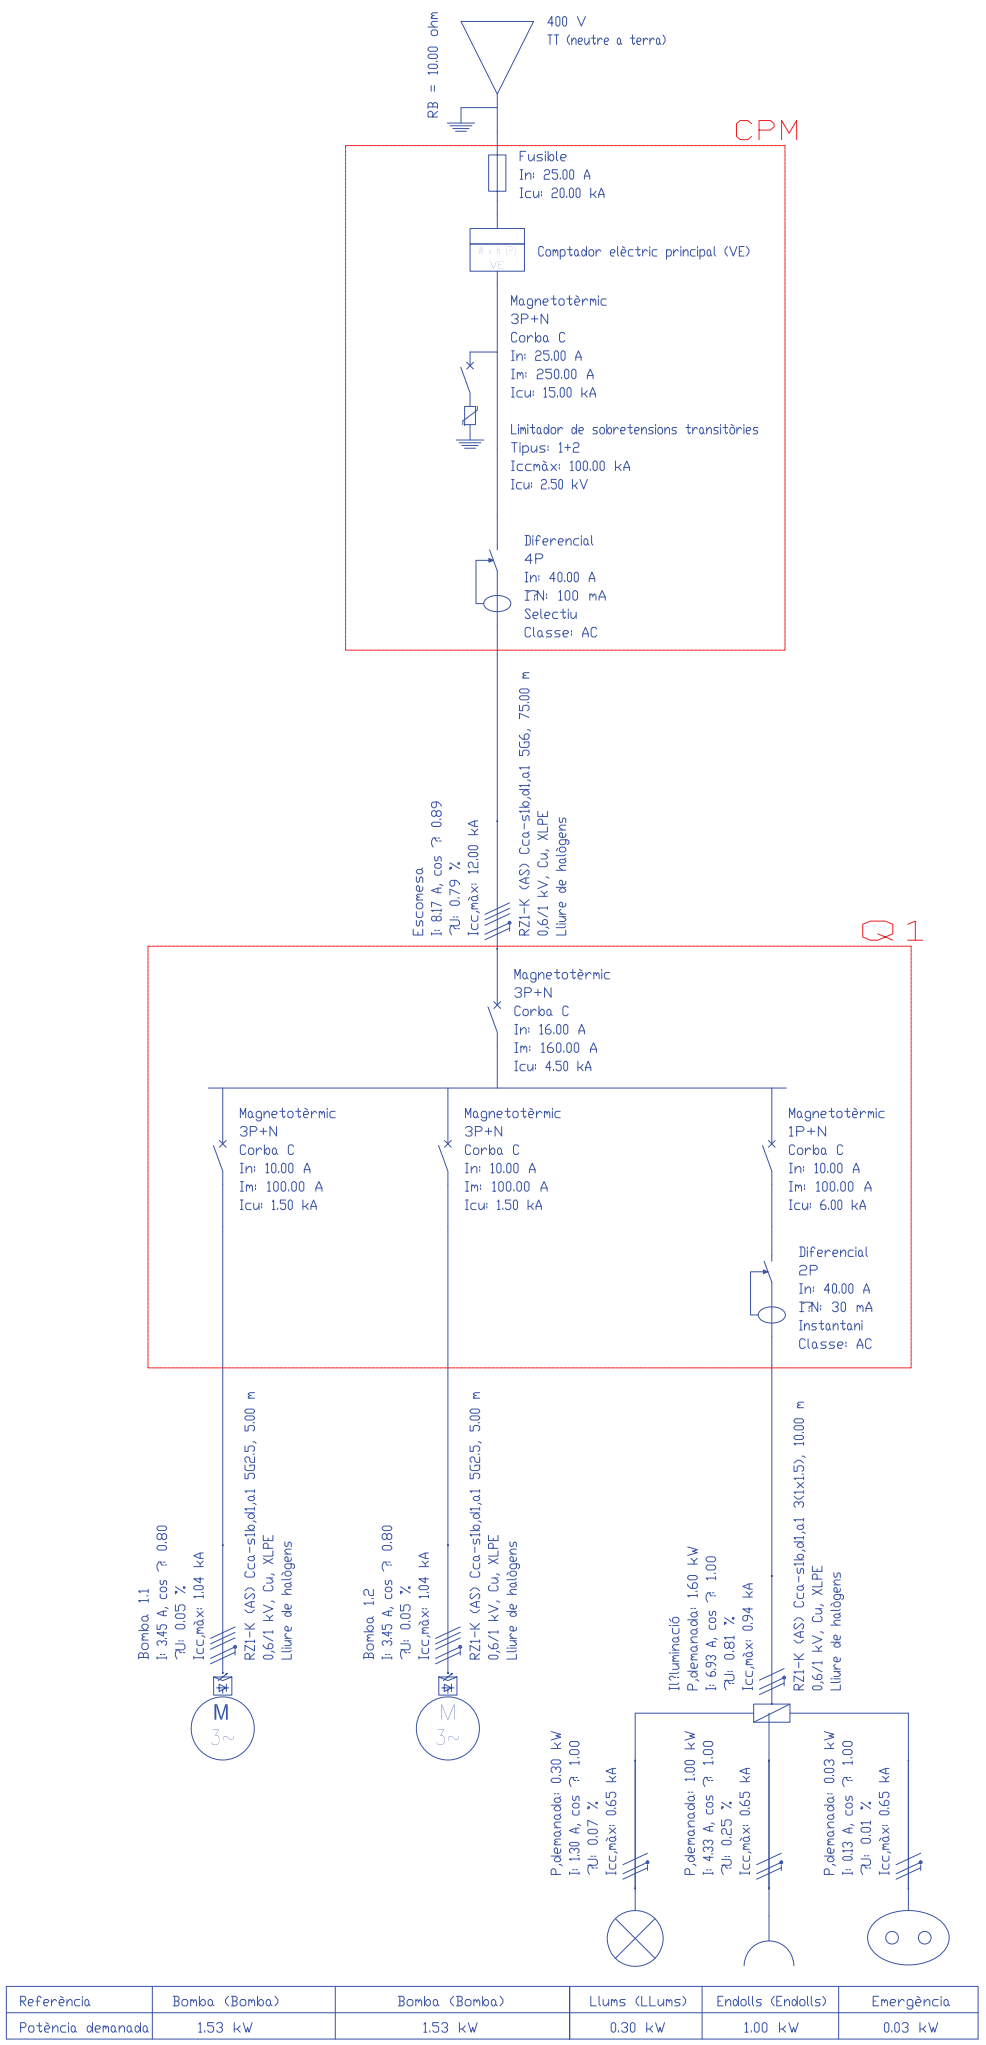 RB = 10.00 ohm
400 V
TT (neutre a terra)
CPM
Fusible
In: 25.00 A
Icu: 20.00 kA
VE
Comptador elèctric principal (VE)
Magnetotèrmic
3P+N
Corba C
In: 25.00 A
Im: 250.00 A
Icu: 15.00 kA
Limitador de sobretensions transitòries
Tipus: 1+2
Iccmàx: 100.00 kA
Icu: 2.50 kV
Diferencial
4P
In: 40.00 A
I?N: 100 mA
Selectiu
Classe: AC
Escomesa
I: 8.17 A, cos ?: 0.89
?U: 0.79 %
Icc,màx: 12.00 kA
RZ1-K (AS) Cca-s1b,d1,a1 5G6, 75.00 m
0,6/1 kV, Cu, XLPE
Lliure de halògens
Q1
Magnetotèrmic
3P+N
Corba C
In: 16.00 A
Im: 160.00 A
Icu: 4.50 kA
Magnetotèrmic
3P+N
Corba C
In: 10.00 A
Im: 100.00 A
Icu: 1.50 kA
Magnetotèrmic
3P+N
Corba C
In: 10.00 A
Im: 100.00 A
Icu: 1.50 kA
Magnetotèrmic
1P+N
Corba C
In: 10.00 A
Im: 100.00 A
Icu: 6.00 kA
Diferencial
2P
In: 40.00 A
I?N: 30 mA
Instantani
Classe: AC
Bomba 1.1
I: 3.45 A, cos ?: 0.80
?U: 0.05 %
Icc,màx: 1.04 kA
RZ1-K (AS) Cca-s1b,d1,a1 5G2.5, 5.00 m
0,6/1 kV, Cu, XLPE
Lliure de halògens
M
3~
Bomba 1.2
I: 3.45 A, cos ?: 0.80
?U: 0.05 %
Icc,màx: 1.04 kA
RZ1-K (AS) Cca-s1b,d1,a1 5G2.5, 5.00 m
0,6/1 kV, Cu, XLPE
Lliure de halògens
M
3~
Il?luminació
P,demanada: 1.60 kW
I: 6.93 A, cos ?: 1.00
?U: 0.81 %
Icc,màx: 0.94 kA
RZ1-K (AS) Cca-s1b,d1,a1 3(1x1.5), 10.00 m
0,6/1 kV, Cu, XLPE
Lliure de halògens
P,demanada: 0.30 kW
I: 1.30 A, cos ?: 1.00
?U: 0.07 %
Icc,màx: 0.65 kA
P,demanada: 1.00 kW
I: 4.33 A, cos ?: 1.00
?U: 0.25 %
Icc,màx: 0.65 kA
P,demanada: 0.03 kW
I: 0.13 A, cos ?: 1.00
?U: 0.01 %
Icc,màx: 0.65 kA
Referència Bomba (Bomba) Bomba (Bomba) Llums (LLums) Endolls (Endolls) Emergència
Potència demanada 1.53 kW 1.53 kW 0.30 kW 1.00 kW 0.03 kW